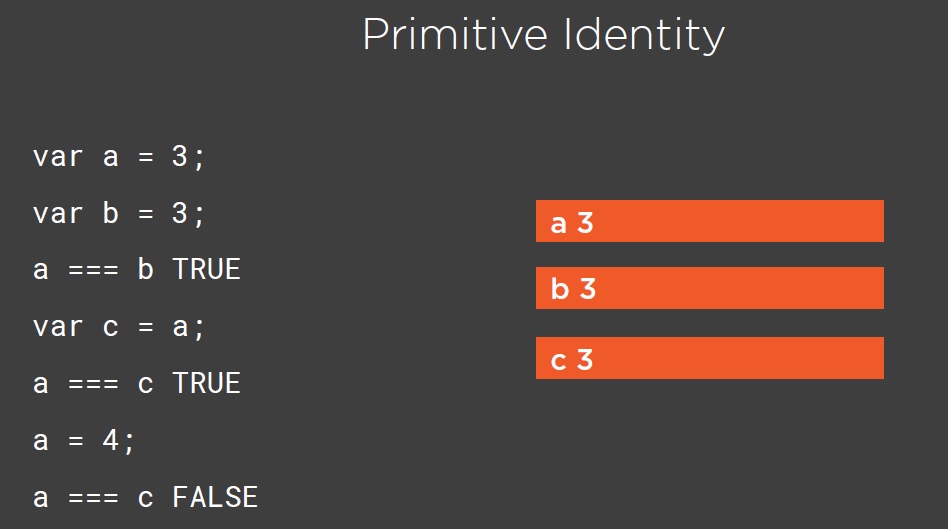 Primitive Identity
var a = 3;
var b = 3;
a === b TRUE
var c = a;
a === c TRUE
a = 4;
a === c FALSE
a 3
b 3
c 3